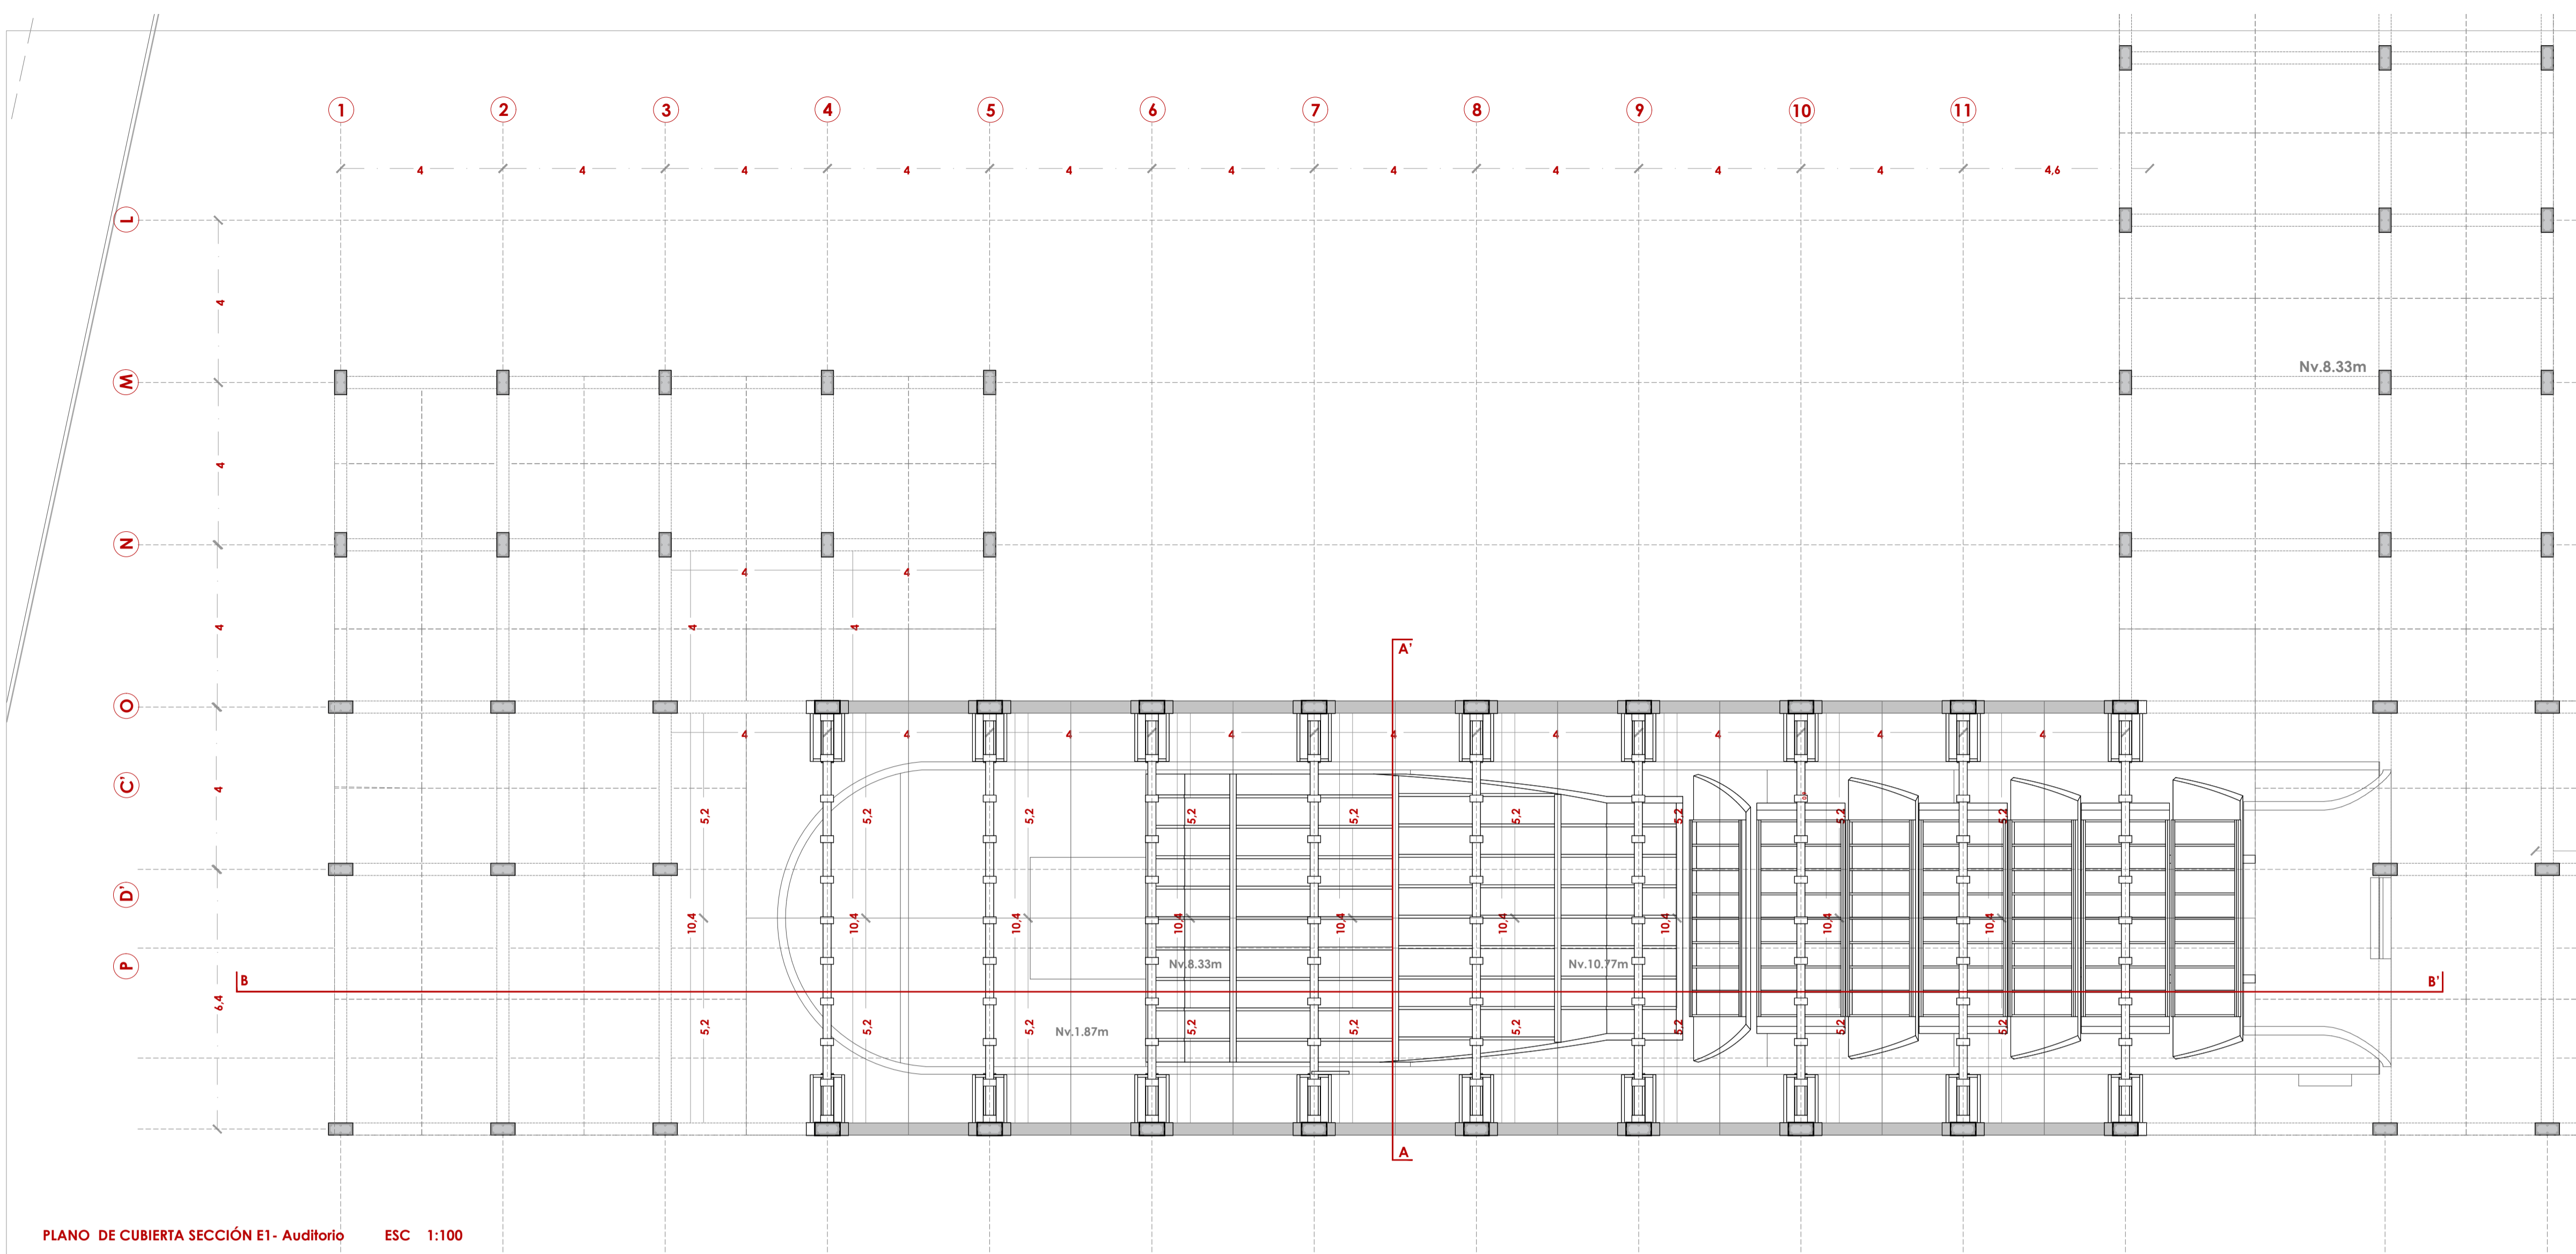 1 2 3 4 5 6 7 8 9 10 11
4 4 4 4 4 4 4 4 4 4 4,6
L
4
M
Nv.8.33m
4
N
4 4
4 4 4
A'
O
4 4 4 4 4 4 4 4 4
C'
4
5,2 5,2 5,2 5,2 5,2 5,2 5,2 5,2 5,2
D'
10,4 10,4 10,4 10,4 10,4 10,4 10,4 10,4 10,4
P
Nv.8.33m Nv.10.77m
B B'
6,4
5,2 5,2 5,2 5,2 5,2 5,2 5,2 5,2 5,2
Nv.1.87m
A
PLANO DE CUBIERTA SECCIÓN E1- Auditorio ESC 1:100